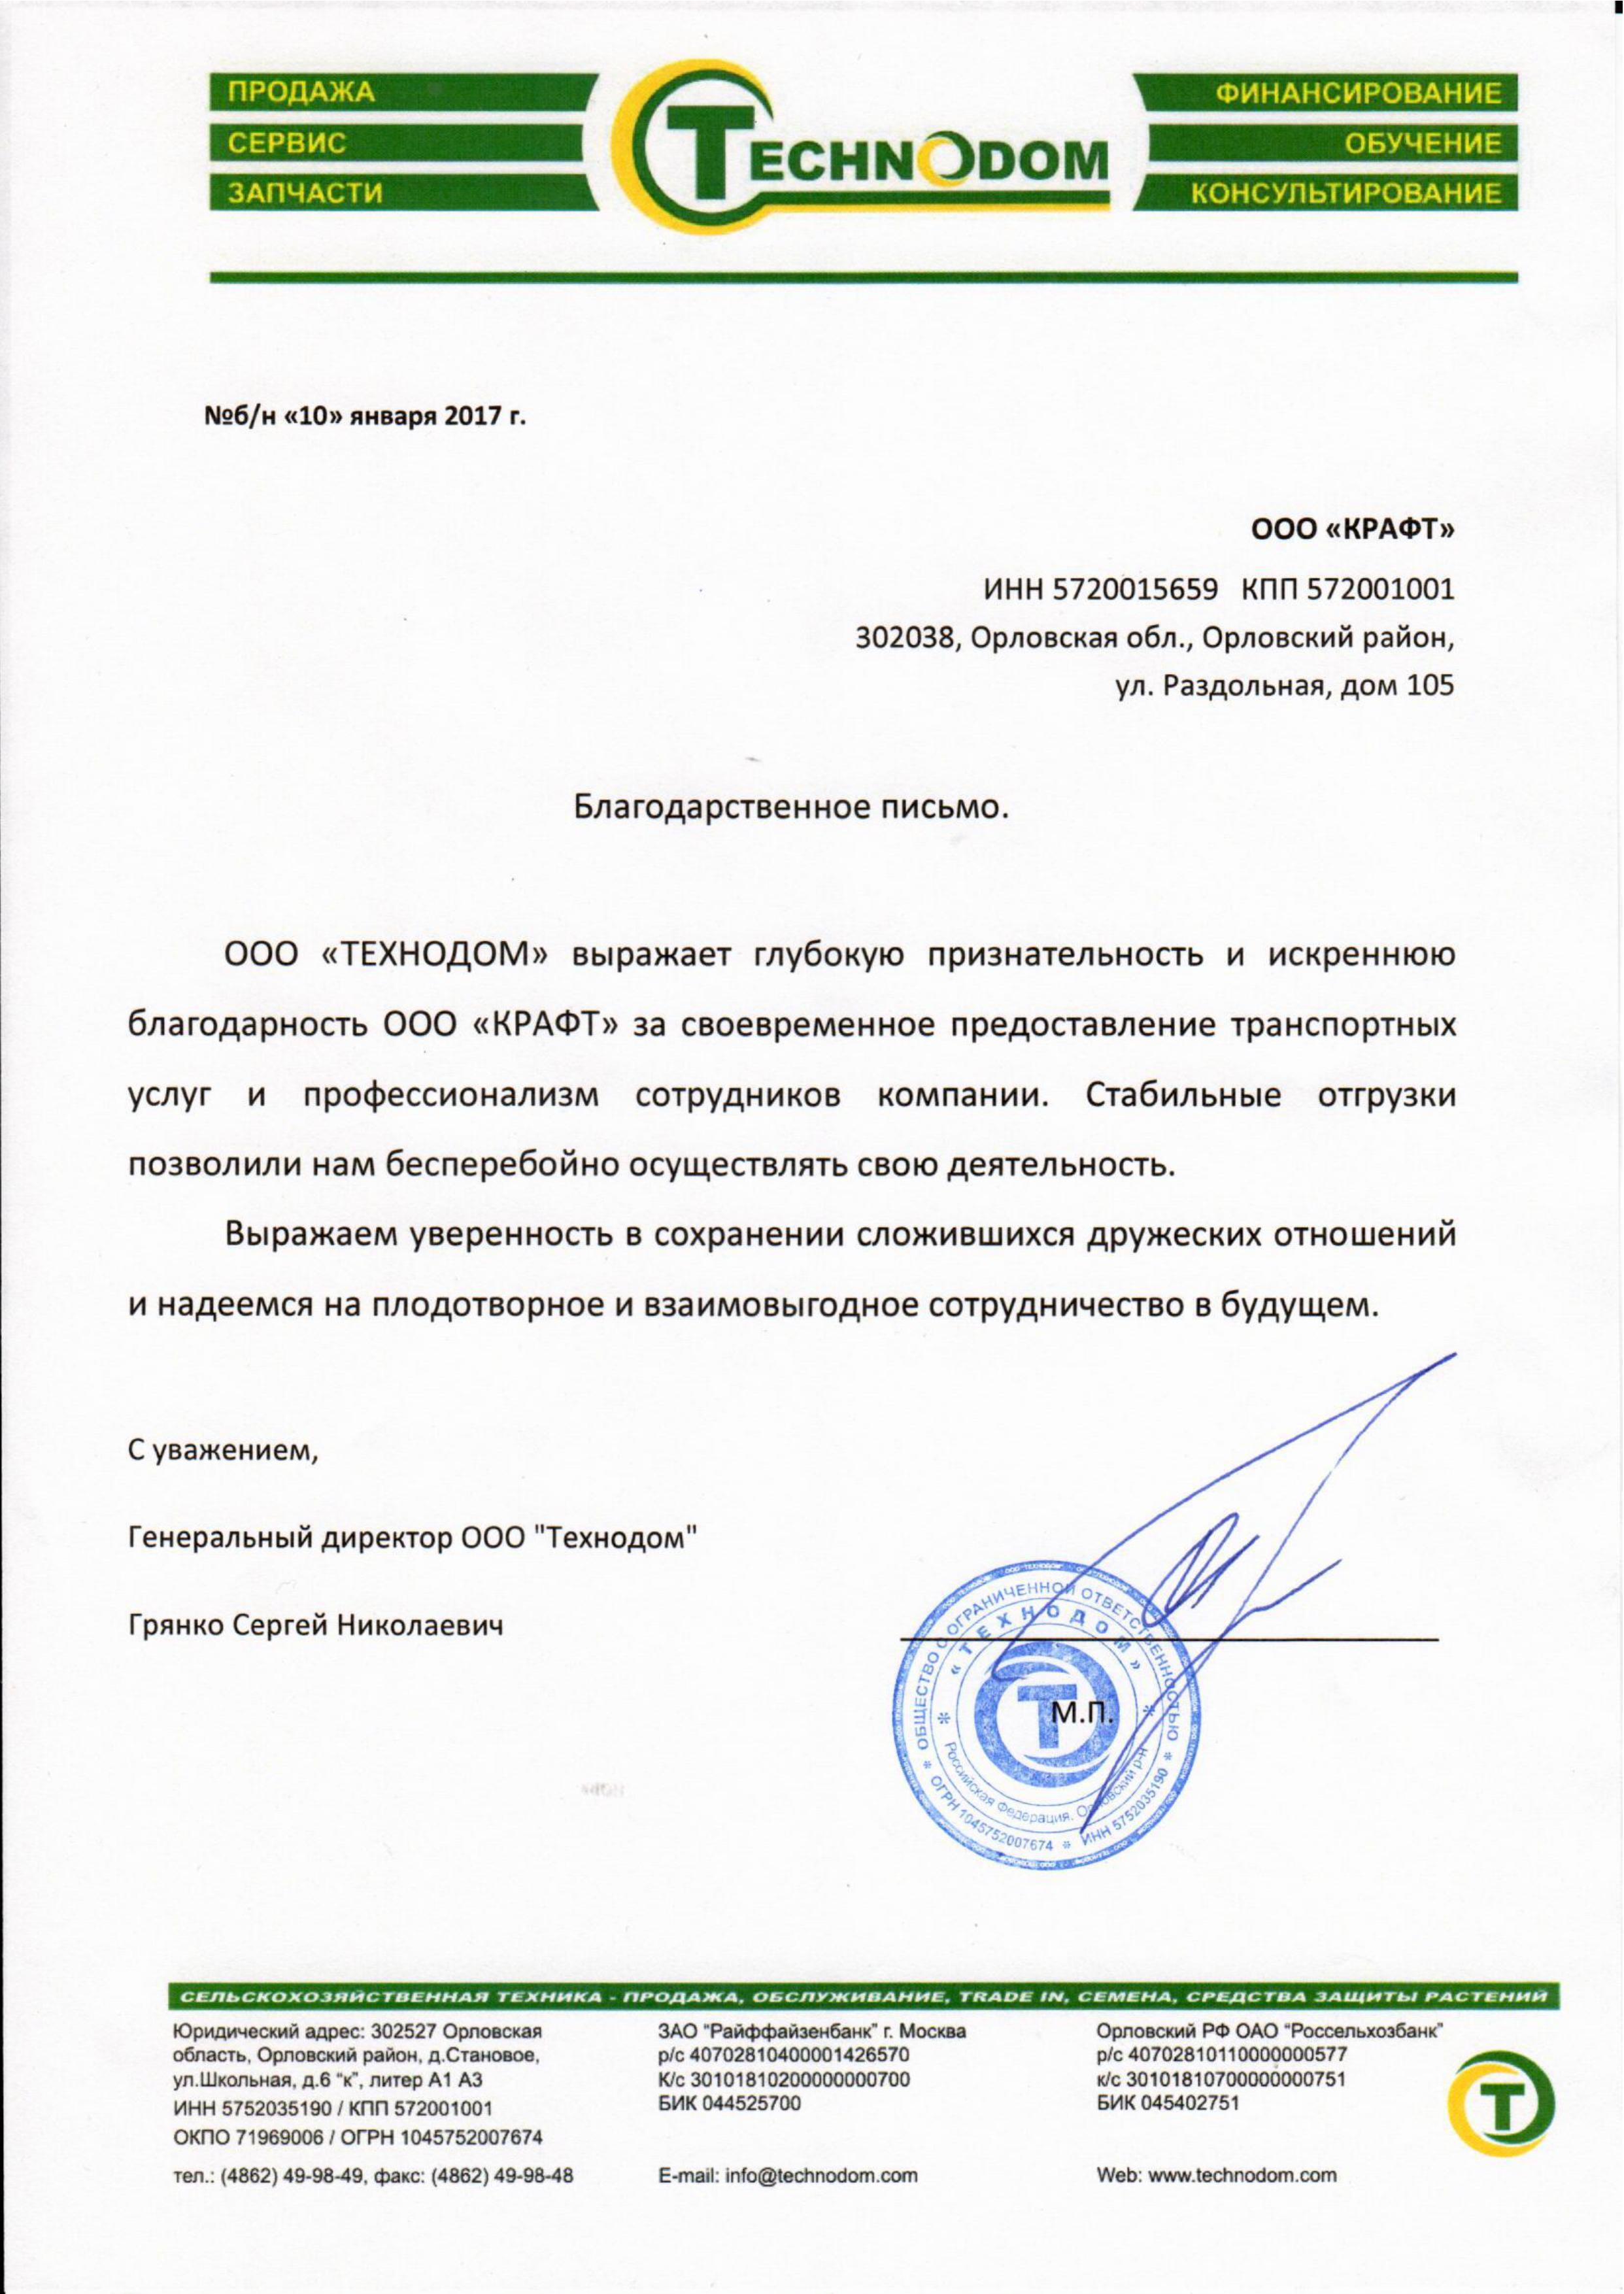 ПРОДАЖА
СЕРВИС
ЗАПЧАСТИ
TECHNODOM
ФИНАНСИРОВАНИЕ
ОБУЧЕНИЕ
КОНСУЛЬТИРОВАНИЕ
№б/н «10» января 2017 г.
ООО «КРАФТ»
ИНН 5720015659 КПП 572001001
302038, Орловская обл., Орловский район,
ул. Раздольная, дом 105
Благодарственное письмо.
ООО «ТЕХНОДОМ» выражает глубокую признательность и искреннюю
благодарность ООО «КРАФТ» за своевременное предоставление транспортных
услуг и профессионализм сотрудников компании. Стабильные отгрузки
позволили нам бесперебойно осуществлять свою деятельность.
Выражаем уверенность в сохранении сложившихся дружеских отношений
и надеемся на плодотворное и взаимовыгодное сотрудничество в будущем.
С уважением,
Генеральный директор ООО "Технодом"
Грянко Сергей Николаевич
ОБЩЕСТВО С ОГРАНИЧЕННОЙ ОТВЕТСТВЕННОСТЬЮ
«ТЕХНОДОМ»
Т
М.П.
Российская Федерация. Орловский р-н
* ОГРН 1045752007674 * ИНН 5752035190 *
СЕЛЬСКОХОЗЯЙСТВЕННАЯ ТЕХНИКА - ПРОДАЖА, ОБСЛУЖИВАНИЕ, TRADE IN, СЕМЕНА, СРЕДСТВА ЗАЩИТЫ РАСТЕНИЙ
Юридический адрес: 302527 Орловская
область, Орловский район, д.Становое,
ул.Школьная, д.6 "к", литер А1 А3
ИНН 5752035190 / КПП 572001001
ОКПО 71969006 / ОГРН 1045752007674
тел.: (4862) 49-98-49, факс: (4862) 49-98-48
ЗАО "Райффайзенбанк" г. Москва
р/с 40702810400001426570
К/с 30101810200000000700
БИК 044525700
E-mail: info@technodom.com
Орловский РФ ОАО "Россельхозбанк"
р/с 40702810110000000577
к/с 30101810700000000751
БИК 045402751
Web: www.technodom.com
T